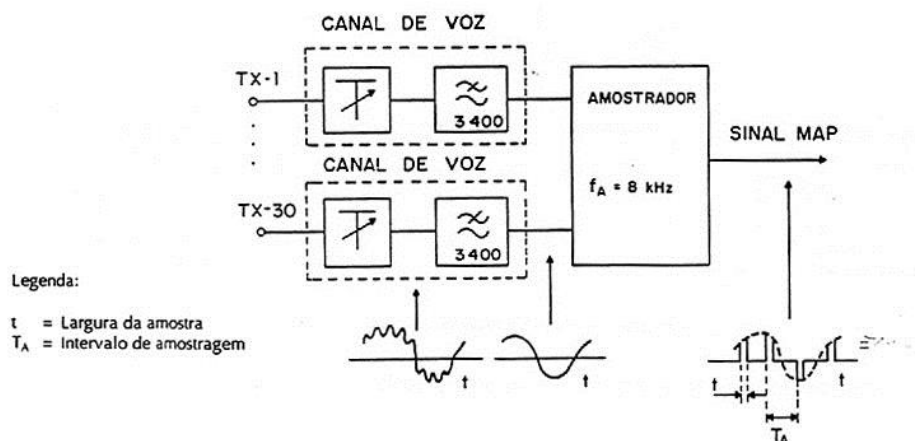 CANAL DE VOZ
TX-1
3400
AMOSTRADOR
SINAL MAP
CANAL DE VOZ
f_A = 8 kHz
TX-30
3400
Legenda:
t = Largura da amostra
T_A = Intervalo de amostragem
t
t
t
t
T_A